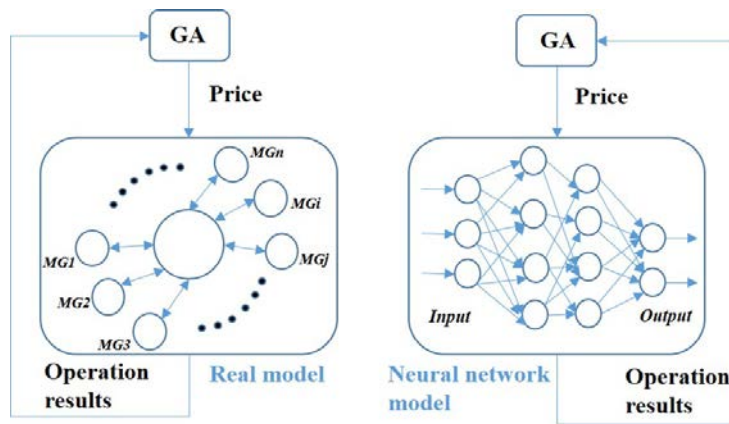 GA
Price
MGn
MGi
MGj
MG1
MG2
MG3
Operation
results
Real model
GA
Price
Input
Output
Neural network
model
Operation
results